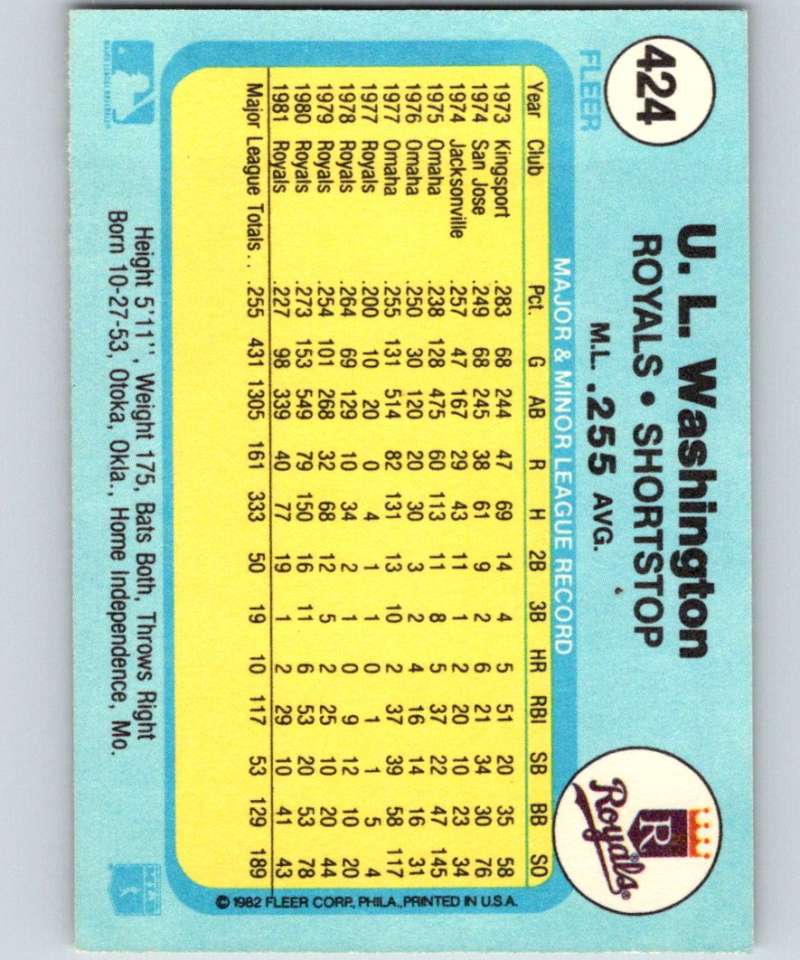 424
FLEER
U. L. Washington
ROYALS • SHORTSTOP
M.L. .255 AVG.
R
Royals
MAJOR & MINOR LEAGUE RECORD
Year Club Pct. G AB R H 2B 3B HR RBI SB BB SO
1973 Kingsport .283 68 244 47 69 14 4 5 51 20 35 58
1974 San Jose .249 68 245 38 61 9 2 6 21 34 30 76
1974 Jacksonville .257 47 167 29 43 11 1 2 20 10 23 34
1975 Omaha .238 128 475 60 113 11 8 5 37 22 47 145
1976 Omaha .250 30 120 20 30 3 2 4 16 14 16 31
1977 Omaha .255 131 514 82 131 13 10 2 37 39 58 117
1977 Royals .200 10 20 0 4 1 1 0 1 1 5 4
1978 Royals .264 69 129 10 34 2 1 0 9 12 10 20
1979 Royals .254 101 268 32 68 12 5 2 25 10 20 44
1980 Royals .273 153 549 79 150 16 11 6 53 20 53 78
1981 Royals .227 98 339 40 77 19 1 2 29 10 41 43
Major League Totals . . .255 431 1305 161 333 50 19 10 117 53 129 189
© 1982 FLEER CORP., PHILA., PRINTED IN U.S.A.
Height 5'11'', Weight 175, Bats Both, Throws Right
Born 10-27-53, Otoka, Okla., Home Independence, Mo.